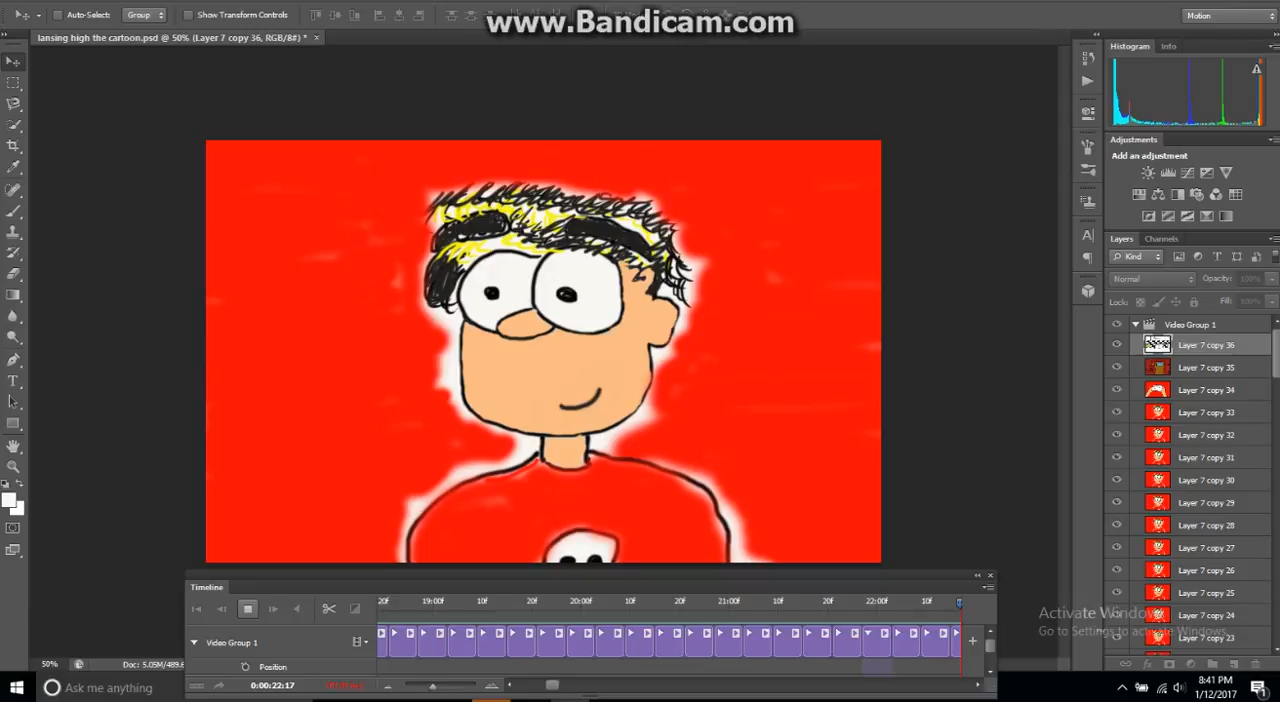 www.Bandicam.com
Auto-Select:
Group
Show Transform Controls
Motion
lansing high the cartoon.psd @ 50% (Layer 7 copy 36, RGB/8#) *
Histogram
Info
Adjustments
Add an adjustment
Layers
Channels
Kind
Normal
Opacity:
100%
Lock:
Fill:
100%
Video Group 1
Layer 7 copy 36
Layer 7 copy 35
Layer 7 copy 34
Layer 7 copy 33
Layer 7 copy 32
Layer 7 copy 31
Layer 7 copy 30
Layer 7 copy 29
Layer 7 copy 28
Layer 7 copy 27
Layer 7 copy 26
Layer 7 copy 25
Layer 7 copy 24
Layer 7 copy 23
Timeline
20f 19:00f 10f 20f 20:00f 10f 20f 21:00f 10f 20f 22:00f 10f
Video Group 1
Position
0:00:22:17
Activate Windows
Go to Settings to activate Windows.
50%
Doc: 5.05M/489.6
Ask me anything
8:41 PM
1/12/2017